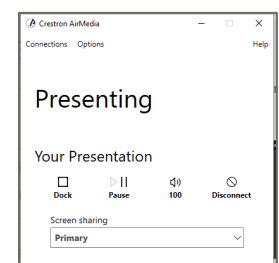 Crestron AirMedia
Connections Options Help
Presenting
Your Presentation
Dock Pause 100 Disconnect
Screen sharing
Primary